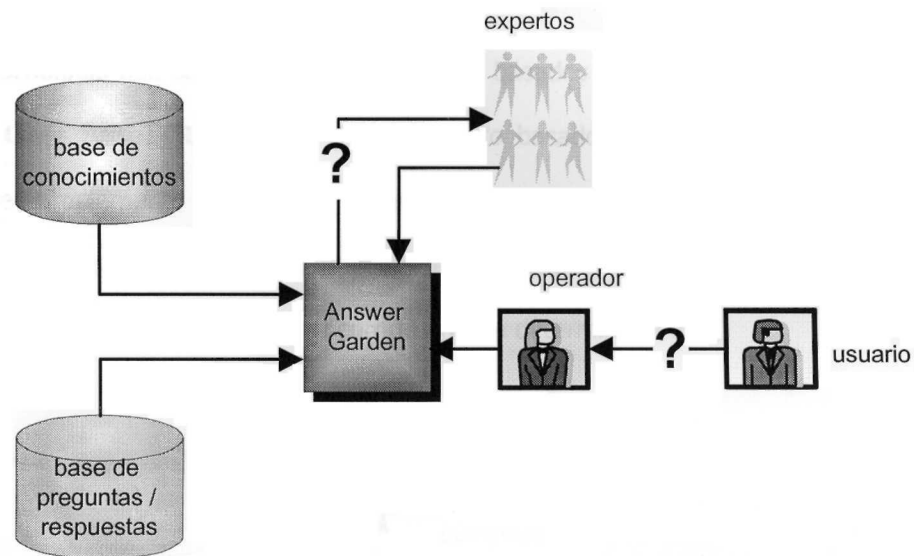 expertos
base de
conocimientos
?
operador
Answer
Garden
?
usuario
base de
preguntas /
respuestas